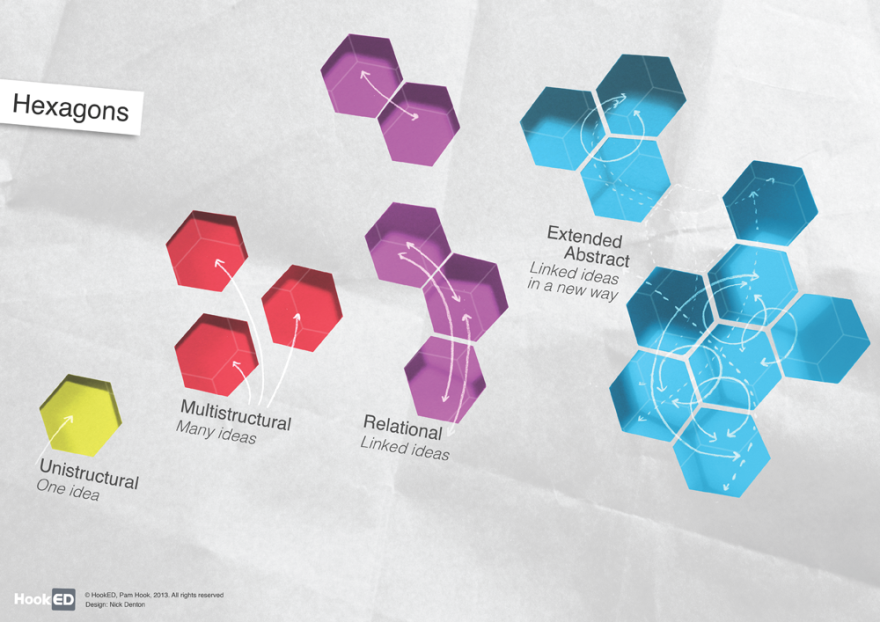 Hexagons
Extended
Abstract
Linked ideas
in a new way
Multistructural
Many ideas
Relational
Linked ideas
Unistructural
One idea
HookED
© HookED, Pam Hook, 2013. All rights reserved
Design: Nick Denton